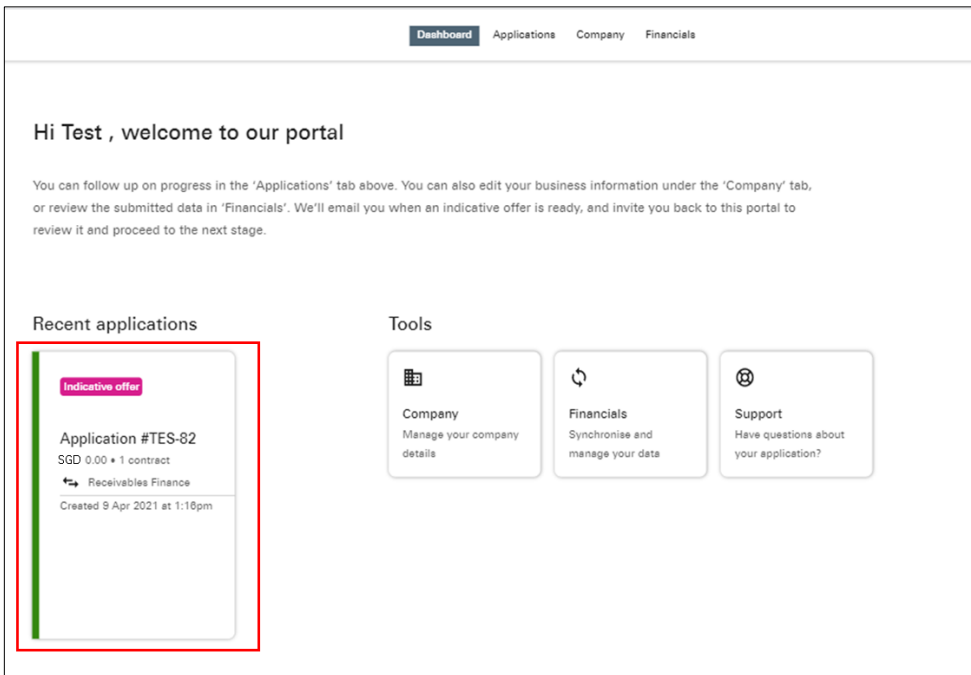 Dashboard Applications Company Financials
Hi Test , welcome to our portal
You can follow up on progress in the ‘Applications’ tab above. You can also edit your business information under the ‘Company’ tab,
or review the submitted data in ‘Financials’. We’ll email you when an indicative offer is ready, and invite you back to this portal to
review it and proceed to the next stage.
Recent applications
Indicative offer
Application #TES-82
SGD 0.00 • 1 contract
Receivables Finance
Created 9 Apr 2021 at 1:16pm
Tools
Company
Manage your company
details
Financials
Synchronise and
manage your data
Support
Have questions about
your application?